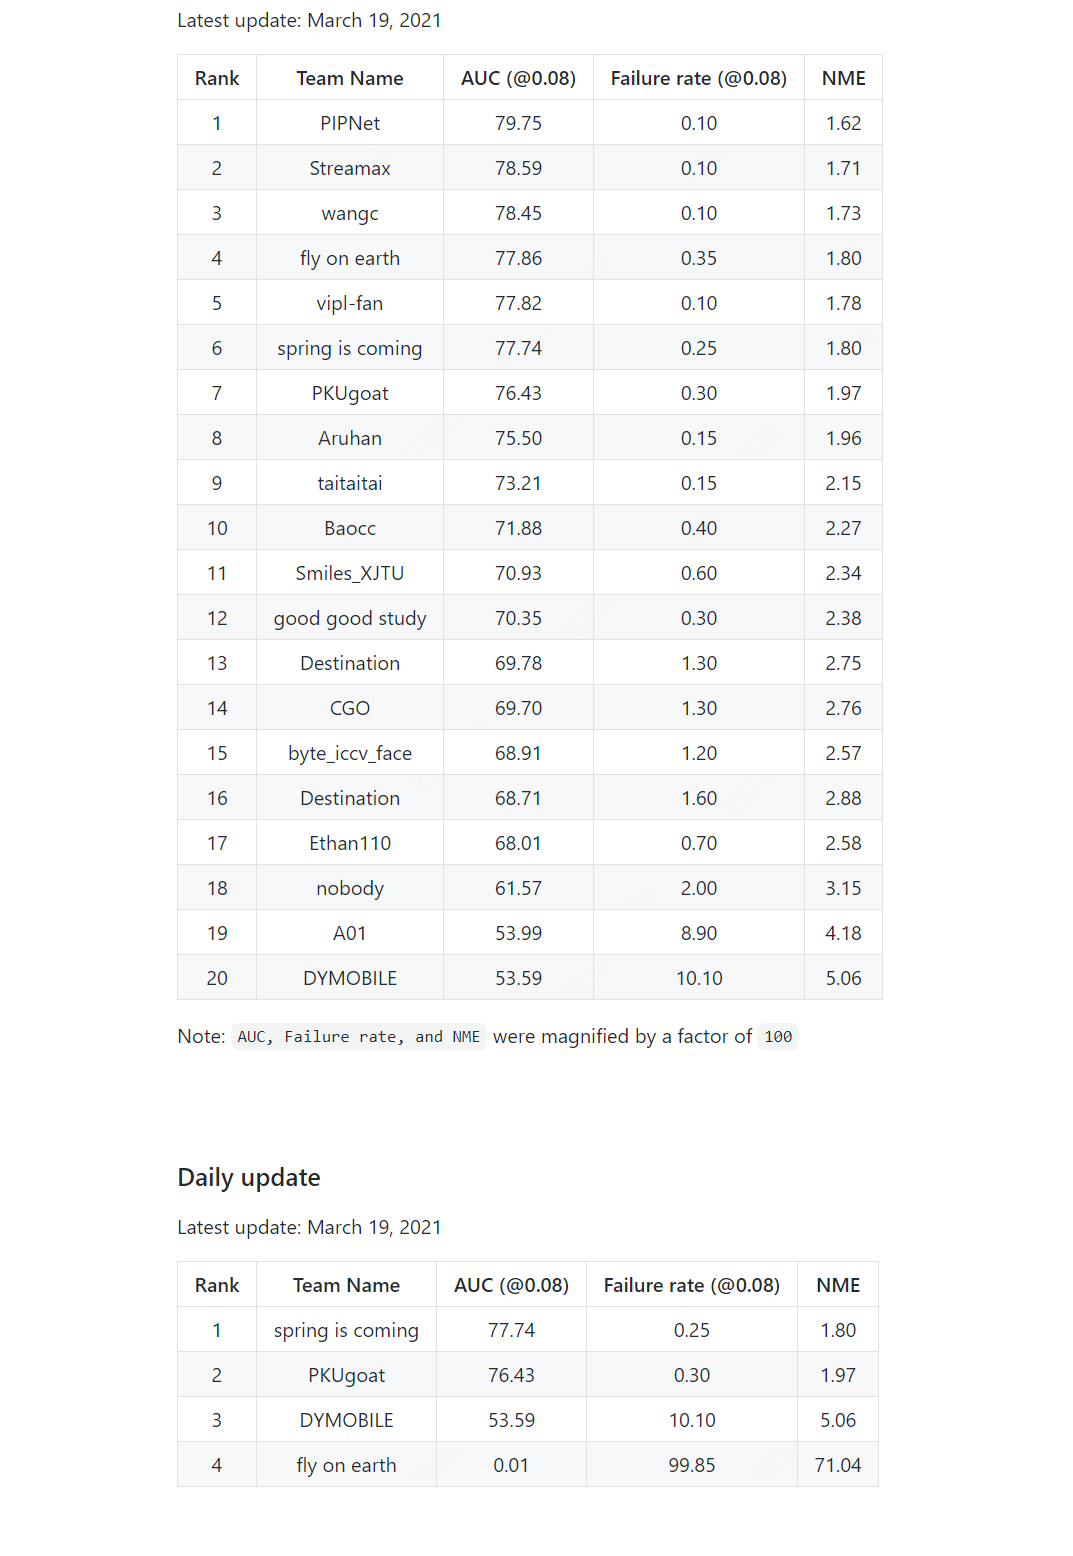 Latest update: March 19, 2021
Rank Team Name AUC (@0.08) Failure rate (@0.08) NME
1 PIPNet 79.75 0.10 1.62
2 Streamax 78.59 0.10 1.71
3 wangc 78.45 0.10 1.73
4 fly on earth 77.86 0.35 1.80
5 vipl-fan 77.82 0.10 1.78
6 spring is coming 77.74 0.25 1.80
7 PKUgoat 76.43 0.30 1.97
8 Aruhan 75.50 0.15 1.96
9 taitaitai 73.21 0.15 2.15
10 Baocc 71.88 0.40 2.27
11 Smiles_XJTU 70.93 0.60 2.34
12 good good study 70.35 0.30 2.38
13 Destination 69.78 1.30 2.75
14 CGO 69.70 1.30 2.76
15 byte_iccv_face 68.91 1.20 2.57
16 Destination 68.71 1.60 2.88
17 Ethan110 68.01 0.70 2.58
18 nobody 61.57 2.00 3.15
19 A01 53.99 8.90 4.18
20 DYMOBILE 53.59 10.10 5.06
Note: AUC, Failure rate, and NME were magnified by a factor of 100
Daily update
Latest update: March 19, 2021
Rank Team Name AUC (@0.08) Failure rate (@0.08) NME
1 spring is coming 77.74 0.25 1.80
2 PKUgoat 76.43 0.30 1.97
3 DYMOBILE 53.59 10.10 5.06
4 fly on earth 0.01 99.85 71.04